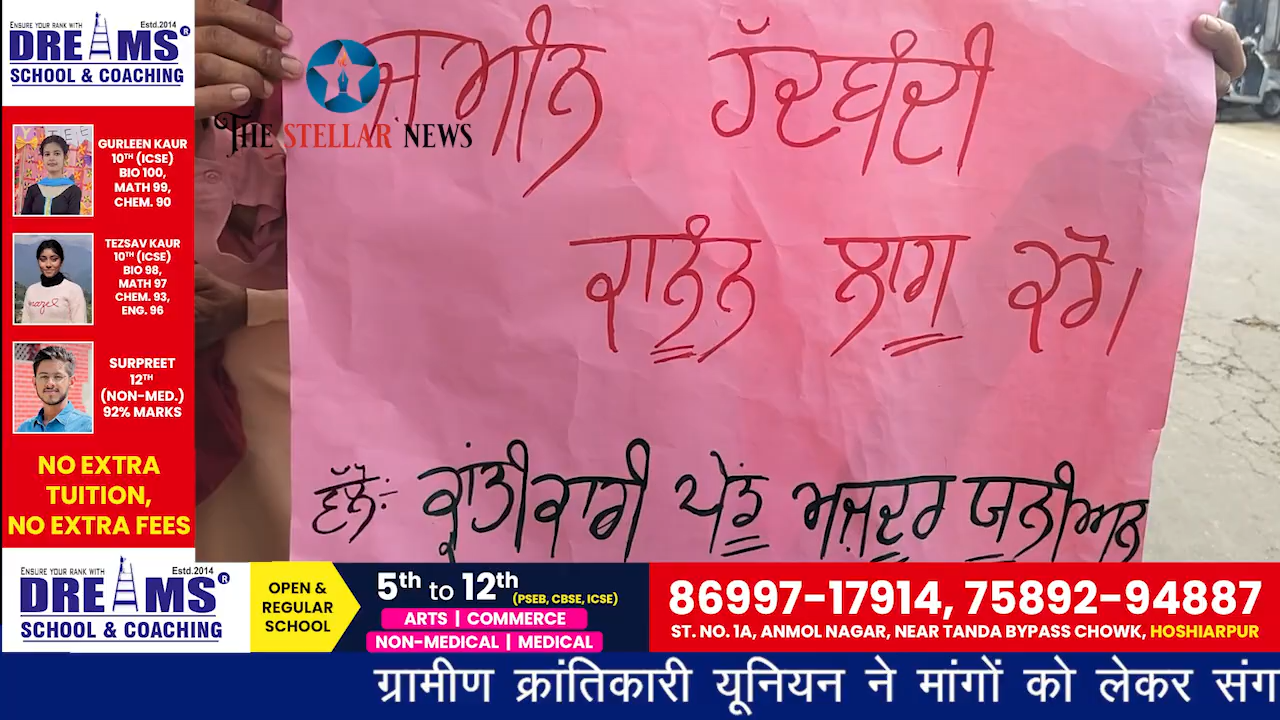 ENSURE YOUR RANK WITH Estd.2014
DREAMS®
SCHOOL & COACHING
GURLEEN KAUR
10TH (ICSE)
BIO 100,
MATH 99,
CHEM. 90
TEZSAV KAUR
10TH (ICSE)
BIO 98,
MATH 97
CHEM. 93,
ENG. 96
SURPREET
12TH
(NON-MED.)
92% MARKS
NO EXTRA
TUITION,
NO EXTRA FEES
THE STELLAR NEWS
ਜ਼ਮੀਨ ਹੱਦਬੰਦੀ
ਕਾਨੂੰਨ ਲਾਗੂ ਕਰੋ।
ਵੱਲੋਂ:- ਕ੍ਰਾਂਤੀਕਾਰੀ ਪੇਂਡੂ ਮਜ਼ਦੂਰ ਯੂਨੀਅਨ
ENSURE YOUR RANK WITH Estd.2014
DREAMS®
SCHOOL & COACHING
OPEN &
REGULAR
SCHOOL
5th to 12th (PSEB, CBSE, ICSE)
ARTS | COMMERCE
NON-MEDICAL | MEDICAL
86997-17914, 75892-94887
ST. NO. 1A, ANMOL NAGAR, NEAR TANDA BYPASS CHOWK, HOSHIARPUR
ग्रामीण क्रांतिकारी यूनियन ने मांगों को लेकर संग